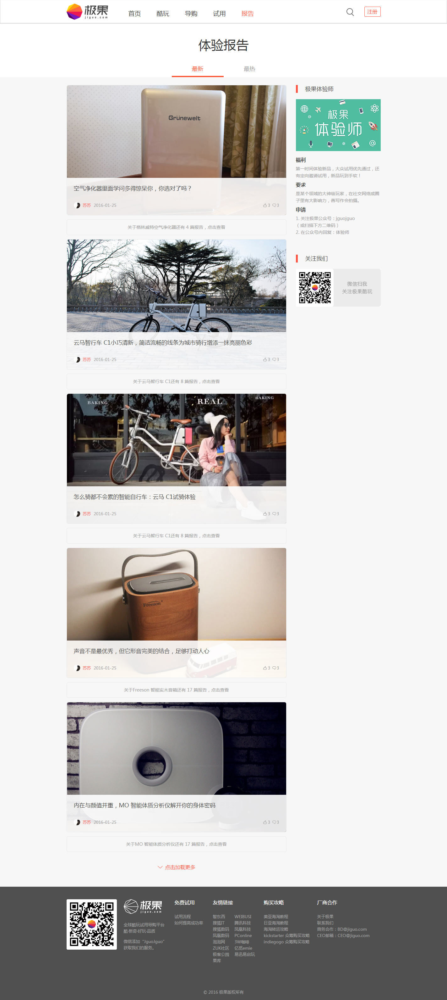 极果
jiguo.com
首页
酷玩
导购
试用
报告
注册
体验报告
最新
最热
Grünewelt
空气净化器里面学问多得惊呆你，你选对了吗？
苏苏 2016-01-25 3 3
关于格林威特空气净化器还有 4 篇报告，点击查看
云马智行车 C1小巧清新，简洁流畅的线条为城市骑行增添一抹亮丽色彩
苏苏 2016-01-25 3 3
关于云马智行车 C1还有 8 篇报告，点击查看
BAKING
REAL
BAKING
怎么骑都不会累的智能自行车：云马 C1试骑体验
苏苏 2016-01-25 3 3
关于云马智行车 C1还有 8 篇报告，点击查看
Freeson
声音不是最优秀，但它形音完美的结合，足够打动人心
苏苏 2016-01-25 3 3
关于Freeson 智能实木音箱还有 17 篇报告，点击查看
内在与颜值并重，MO 智能体质分析仪解开你的身体密码
苏苏 2016-01-25 3 3
关于MO 智能体质分析仪还有 17 篇报告，点击查看
点击加载更多
极果体验师
极果
体验师
福利
第一时间体验新品，大众试用优先通过，还
有定向邀请试用，新品玩到手软！
要求
是某个领域的大神级玩家，在社交网络或圈
子里有大影响力，善写作会拍摄。
申请
1. 关注极果公众号：jguojguo
（或扫描下方二维码）
2. 在公众号内回复：体验师
关注我们
微信扫我
关注极果酷玩
极果
jiguo.com
全球酷玩试用导购平台
酷·新奇·好玩·品质
微信添加“JguoJguo”
获取我们的服务。
免费试用
试用流程
如何提高成功率
友情链接
智东西 WEIBUSI
搜狐IT 腾讯科技
搜狐数码 凤凰科技
凤凰数码 PConline
泡泡网 3W咖啡
ZUK社区 亿觅emie
极客公园 易迅易启玩
果库
购买攻略
美亚海淘教程
日亚海淘教程
海淘转运攻略
kickstarter 众筹购买攻略
indiegogo 众筹购买攻略
厂商合作
关于极果
联系我们
商务合作：BD@jiguo.com
CEO邮箱：CEO@jiguo.com
© 2016 极果版权所有